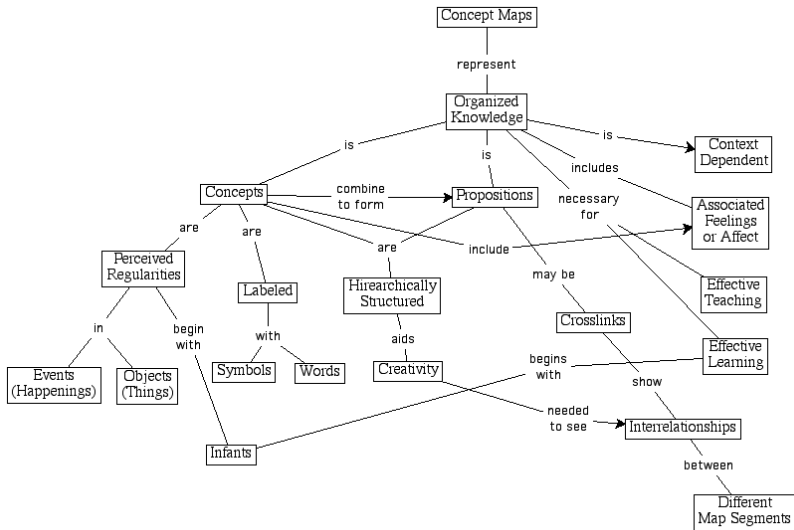 Concept Maps
represent
Organized
Knowledge
is
is
is
includes
necessary
for
Context
Dependent
Concepts
combine
to form
Propositions
Associated
Feelings
or Affect
are
are
are
include
Perceived
Regularities
Labeled
Hirearchically
Structured
may be
Effective
Teaching
in
begin
with
with
aids
Crosslinks
Effective
Learning
Events
(Happenings)
Objects
(Things)
Symbols
Words
Creativity
begins
with
show
needed
to see
Interrelationships
Infants
between
Different
Map Segments